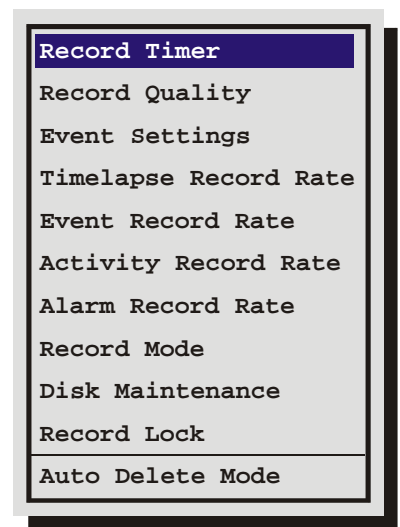 Record Timer
Record Quality
Event Settings
Timelapse Record Rate
Event Record Rate
Activity Record Rate
Alarm Record Rate
Record Mode
Disk Maintenance
Record Lock
Auto Delete Mode